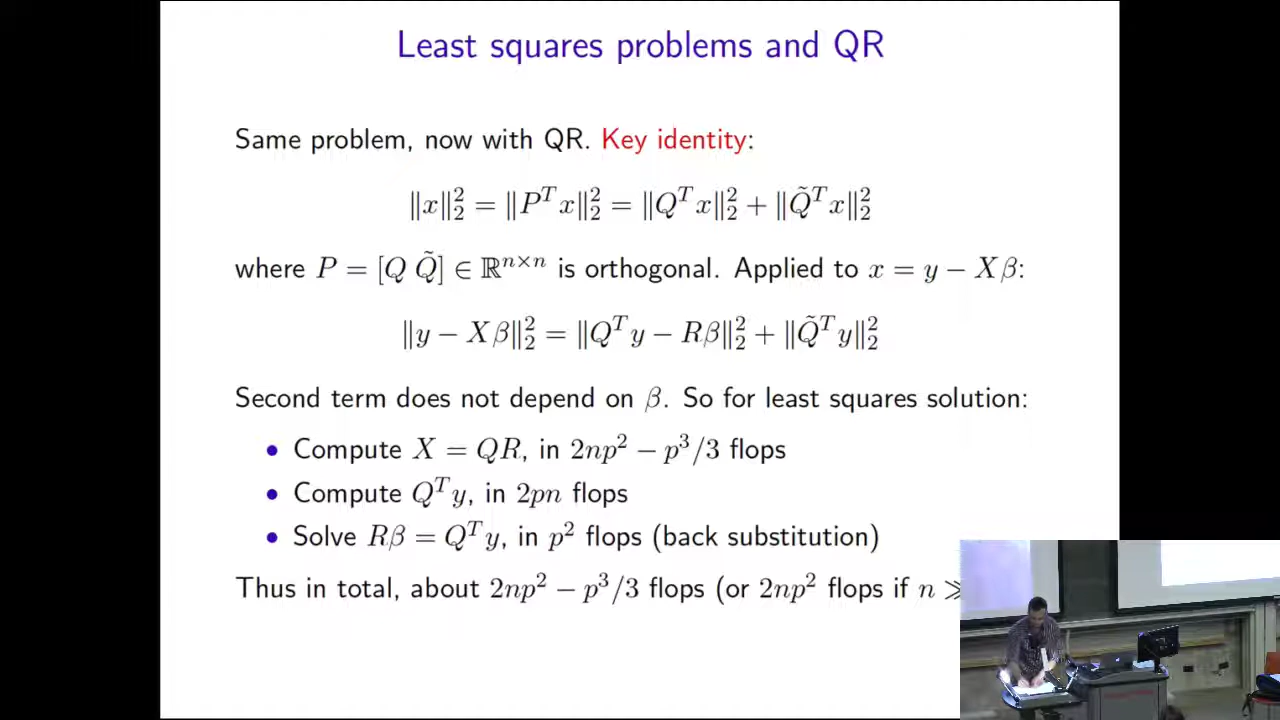 Least squares problems and QR
Same problem, now with QR. Key identity:
‖x‖₂² = ‖Pᵀx‖₂² = ‖Qᵀx‖₂² + ‖Q̃ᵀx‖₂²
where P = [Q Q̃] ∈ ℝⁿˣⁿ is orthogonal. Applied to x = y − Xβ:
‖y − Xβ‖₂² = ‖Qᵀy − Rβ‖₂² + ‖Q̃ᵀy‖₂²
Second term does not depend on β. So for least squares solution:
• Compute X = QR, in 2np² − p³/3 flops
• Compute Qᵀy, in 2pn flops
• Solve Rβ = Qᵀy, in p² flops (back substitution)
Thus in total, about 2np² − p³/3 flops (or 2np² flops if n ≫